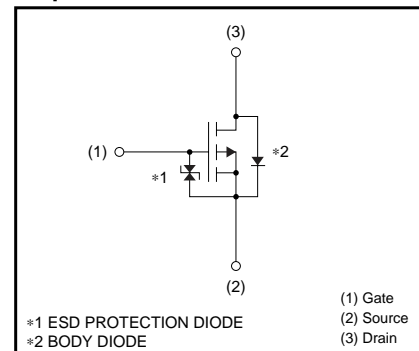 (3)
(1)
∗2
∗1
(2)
(1) Gate
(2) Source
(3) Drain
∗1 ESD PROTECTION DIODE
∗2 BODY DIODE